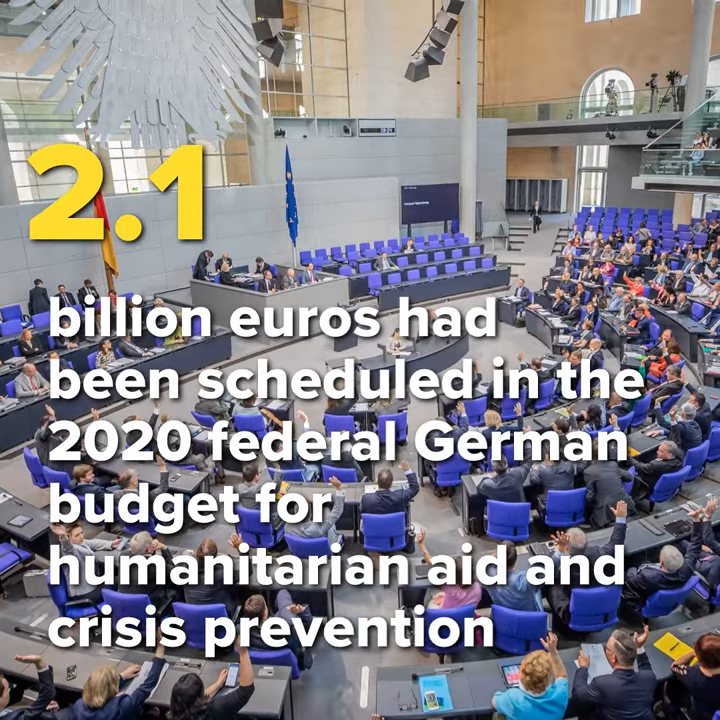 2.1
billion euros had
been scheduled in the
2020 federal German
budget for
humanitarian aid and
crisis prevention